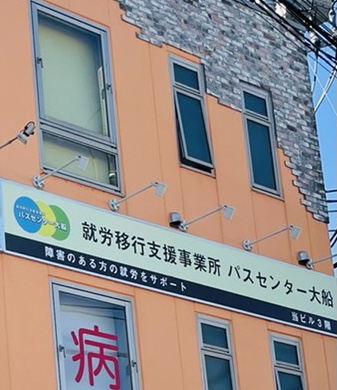 パスセンター大船
就労移行支援事業所 パスセンター大船
障害のある方の就労をサポート
当ビル3階
病